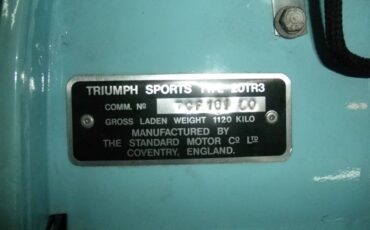 TRIUMPH SPORTS TYPE 20TR3
COMM. Nº
GROSS LADEN WEIGHT 1120 KILO
MANUFACTURED BY
THE STANDARD MOTOR Cº LTD
COVENTRY, ENGLAND.